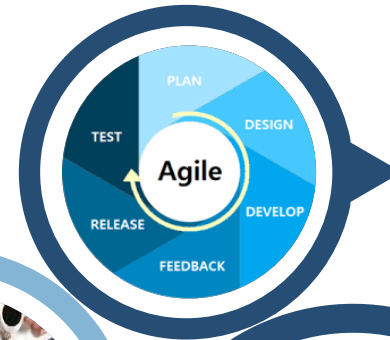 PLAN
DESIGN
TEST
Agile
DEVELOP
RELEASE
FEEDBACK